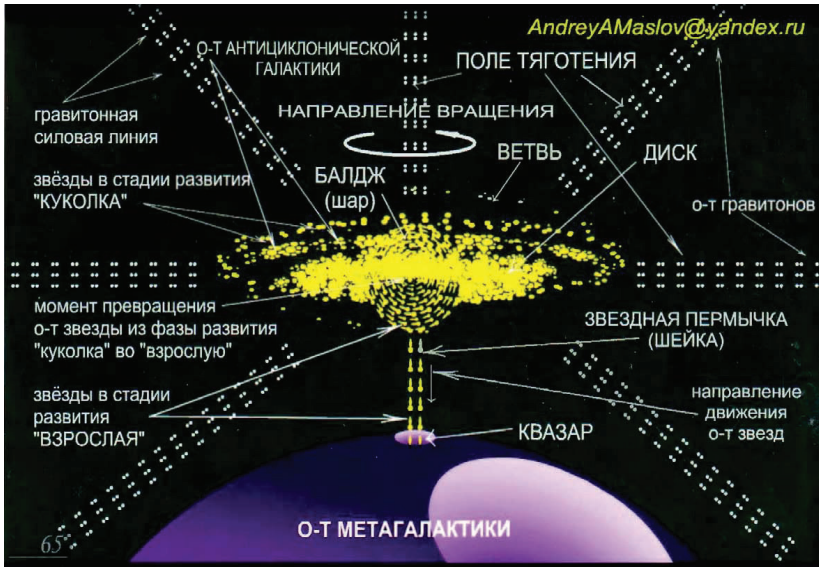 AndreyAMaslov@yandex.ru
О-Т АНТИЦИКЛОНИЧЕСКОЙ
ГАЛАКТИКИ
ПОЛЕ ТЯГОТЕНИЯ
гравитонная
силовая линия
НАПРАВЛЕНИЕ ВРАЩЕНИЯ
ВЕТВЬ
ДИСК
звёзды в стадии развития
"КУКОЛКА"
БАЛДЖ
(шар)
о-т гравитонов
момент превращения
о-т звезды из фазы развития
"куколка" во "взрослую"
ЗВЕЗДНАЯ ПЕРМЫЧКА
(ШЕЙКА)
звёзды в стадии
развития
"ВЗРОСЛАЯ"
направление
движения
о-т звезд
КВАЗАР
О-Т МЕТАГАЛАКТИКИ
65